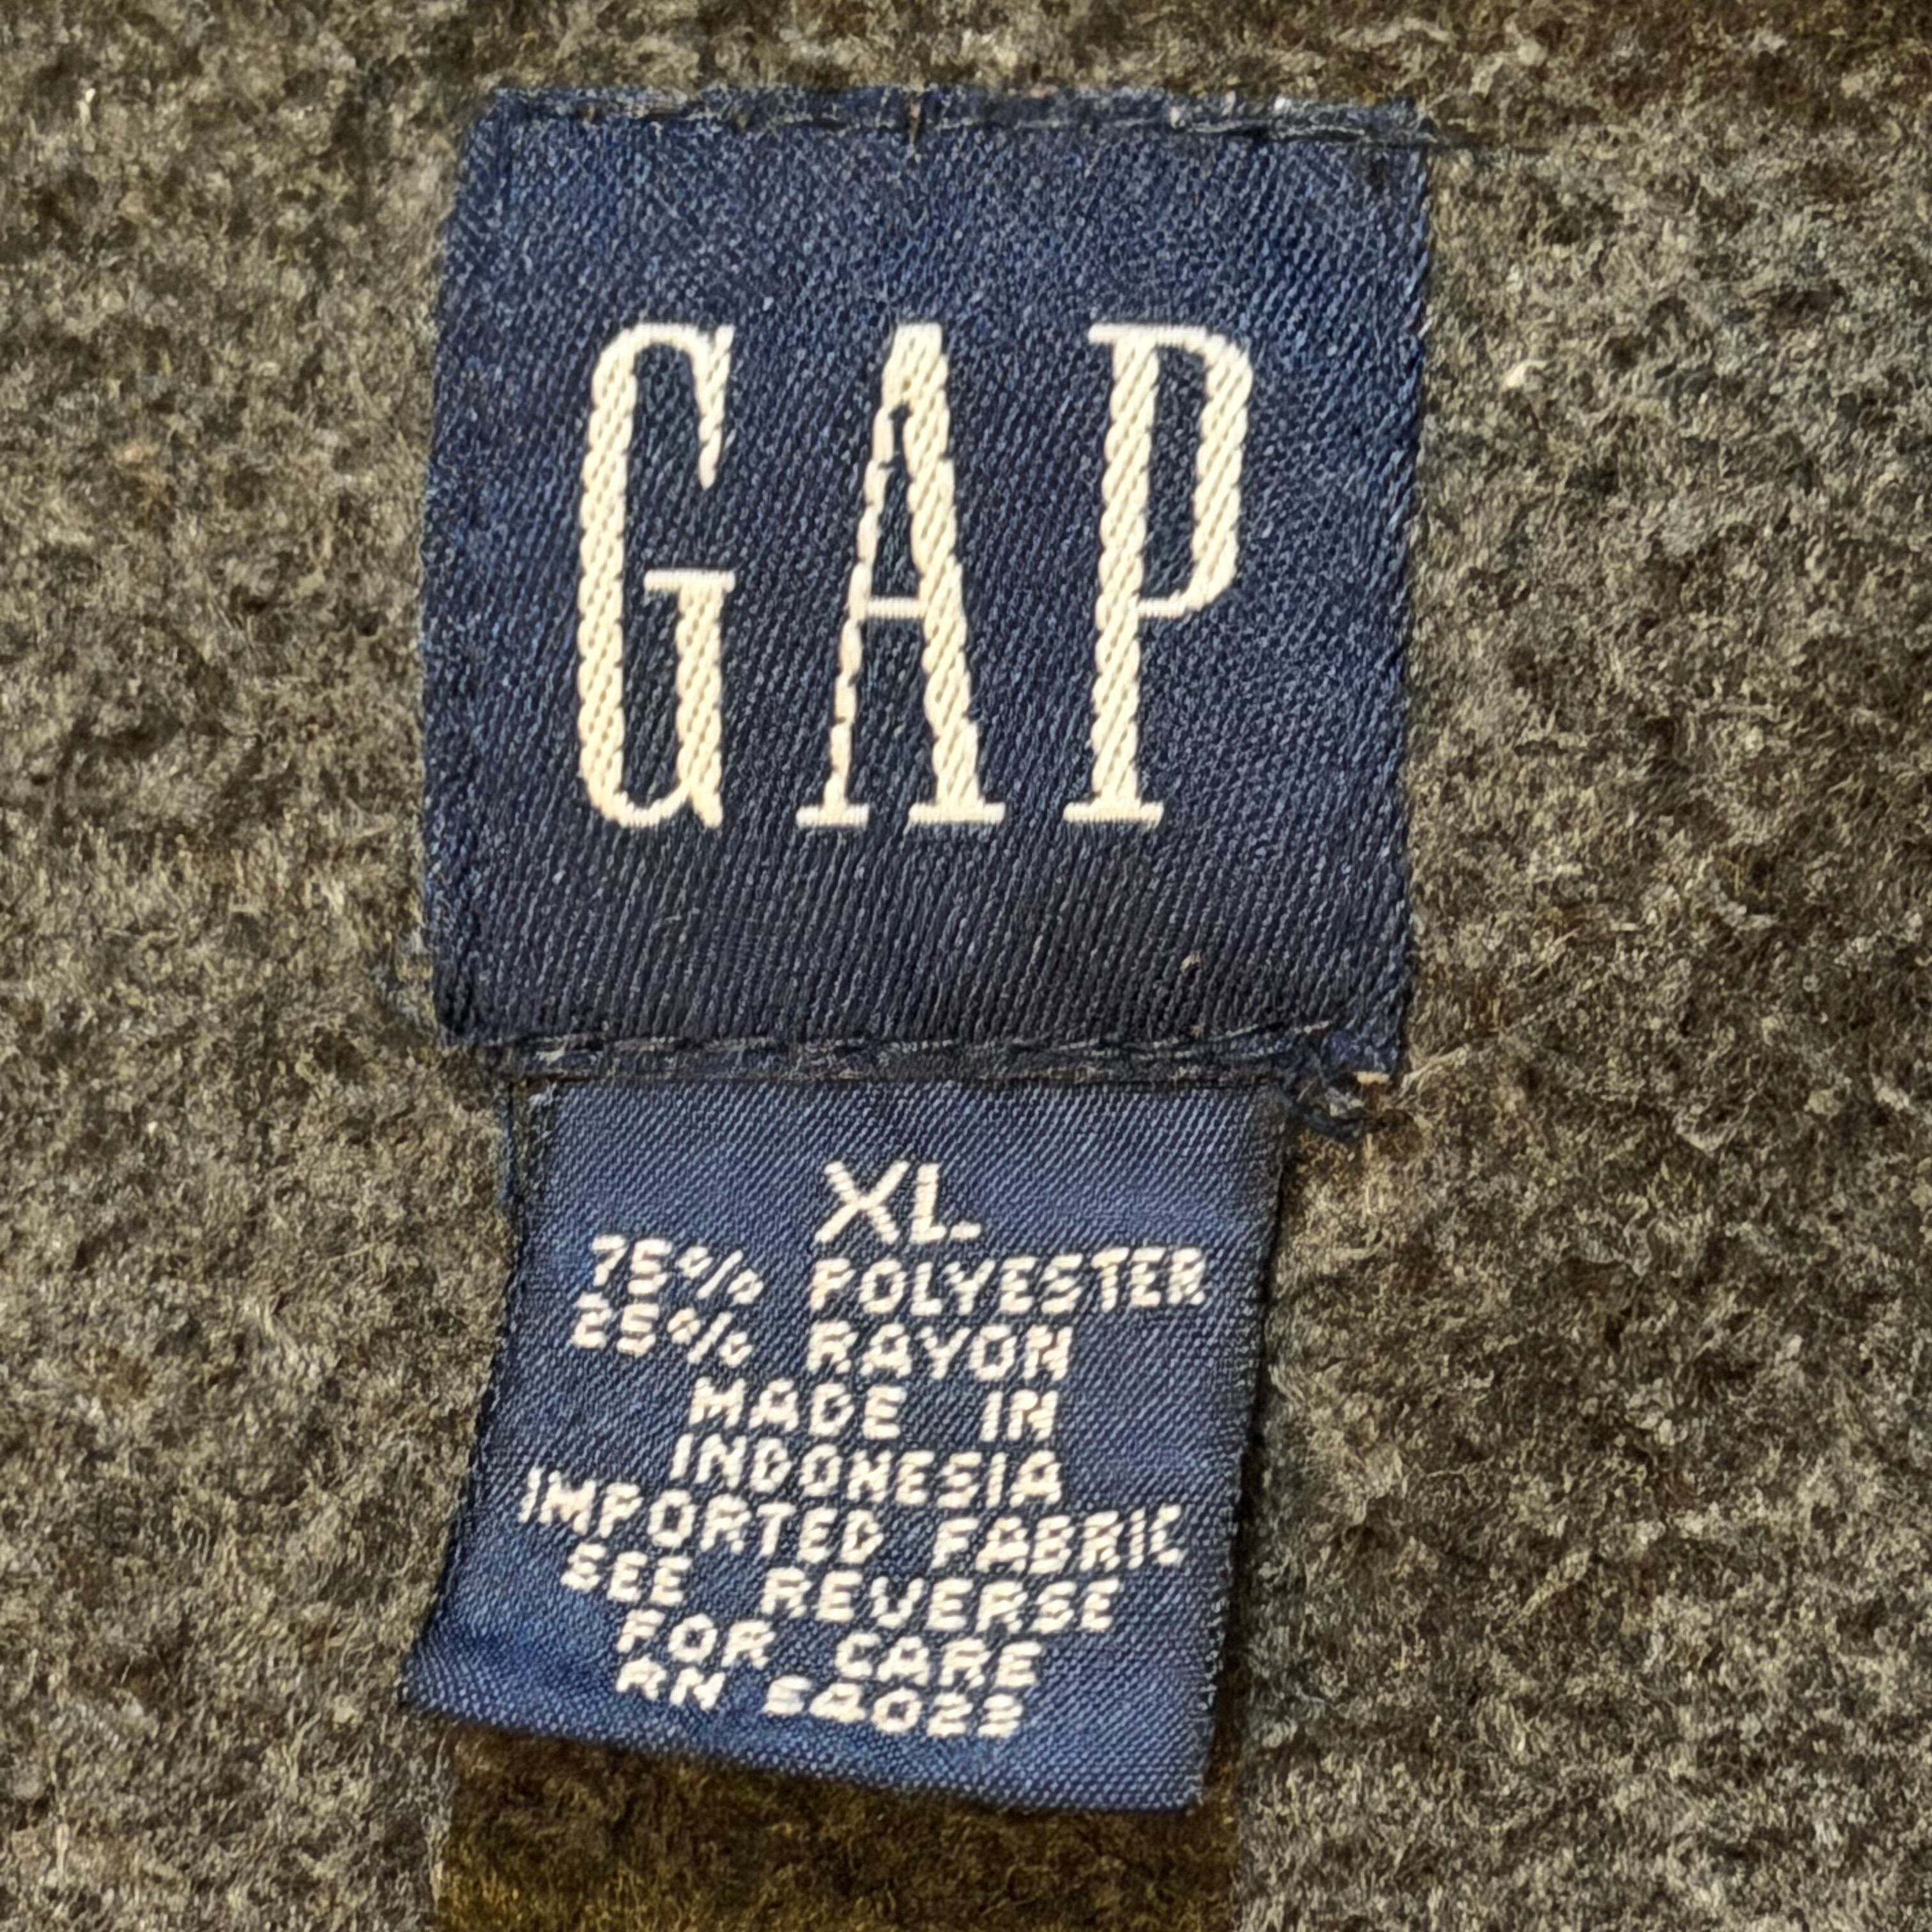 GAP
XL
75% POLYESTER
25% RAYON
MADE IN
INDONESIA
IMPORTED FABRIC
SEE REVERSE
FOR CARE
RN 54023